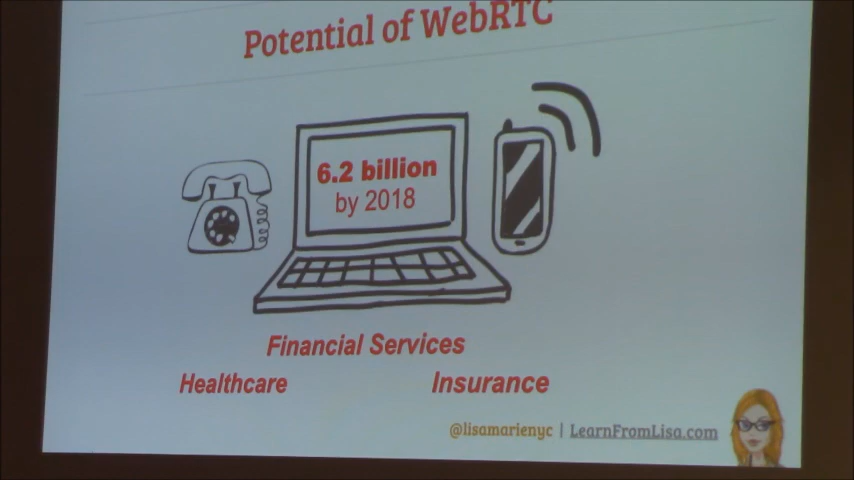 Potential of WebRTC
6.2 billion
by 2018
Financial Services
Healthcare
Insurance
@lisamarienyc | LearnFromLisa.com